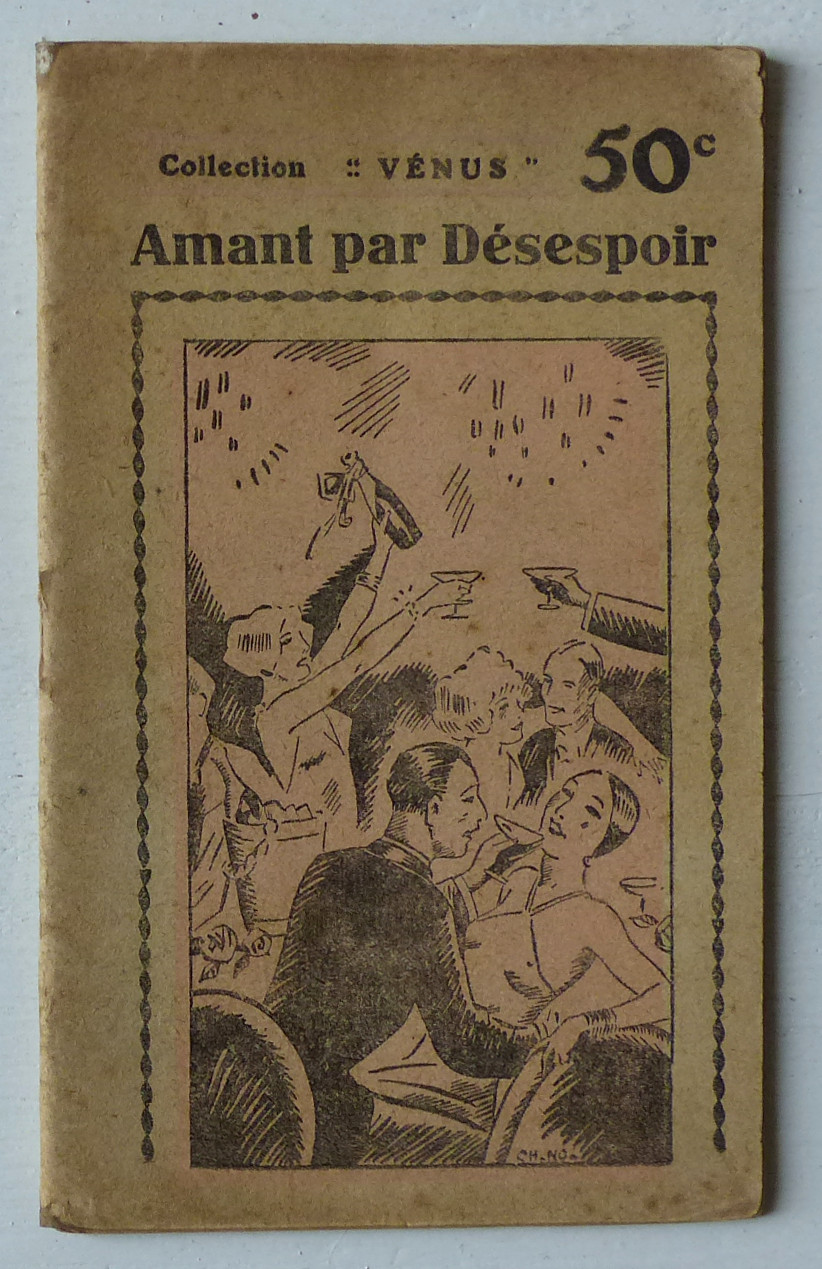 Collection " VÉNUS " 50c
Amant par Désespoir